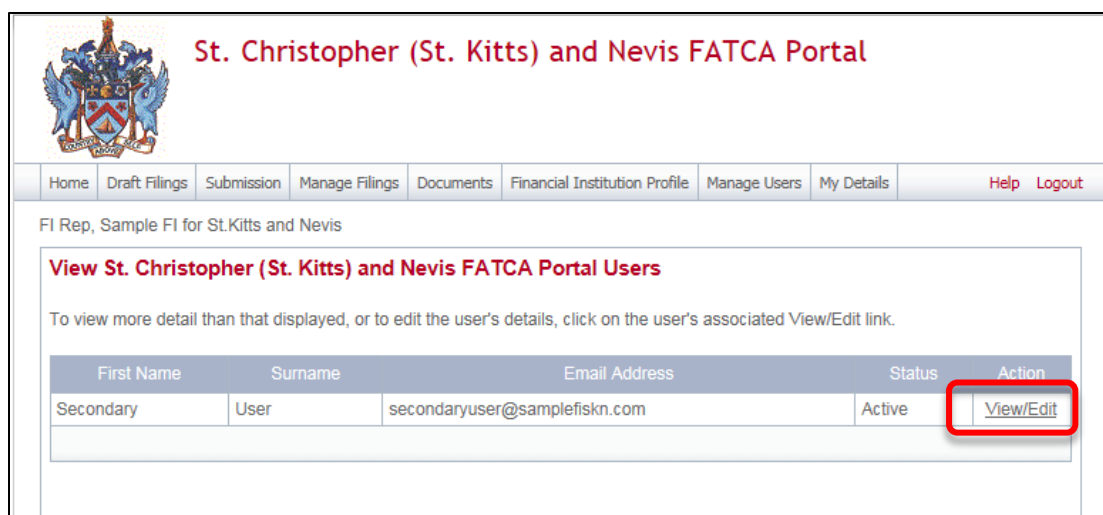 St. Christopher (St. Kitts) and Nevis FATCA Portal
COUNTRY ABOVE SELF
Home Draft Filings Submission Manage Filings Documents Financial Institution Profile Manage Users My Details Help Logout
FI Rep, Sample FI for St.Kitts and Nevis
View St. Christopher (St. Kitts) and Nevis FATCA Portal Users
To view more detail than that displayed, or to edit the user's details, click on the user's associated View/Edit link.
First Name Surname Email Address Status Action
Secondary User secondaryuser@samplefiskn.com Active View/Edit